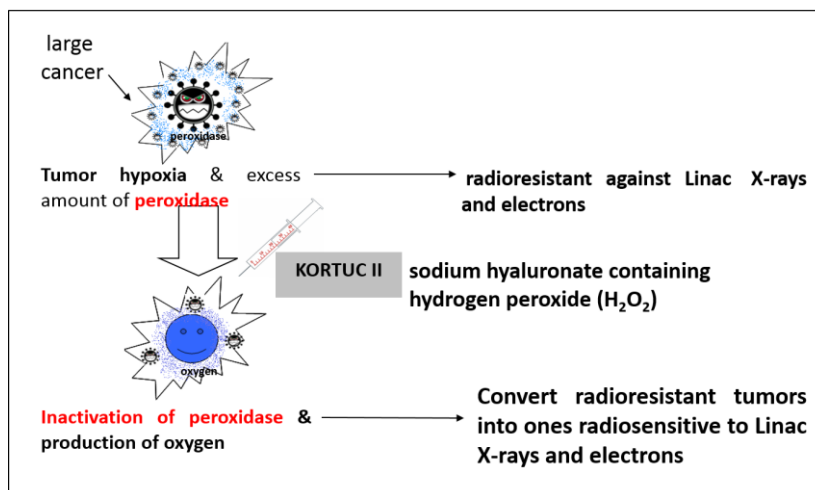 large
cancer
peroxidase
Tumor hypoxia & excess
amount of peroxidase
radioresistant against Linac X-rays
and electrons
KORTUC II
sodium hyaluronate containing
hydrogen peroxide (H₂O₂)
oxygen
Inactivation of peroxidase &
production of oxygen
Convert radioresistant tumors
into ones radiosensitive to Linac
X-rays and electrons